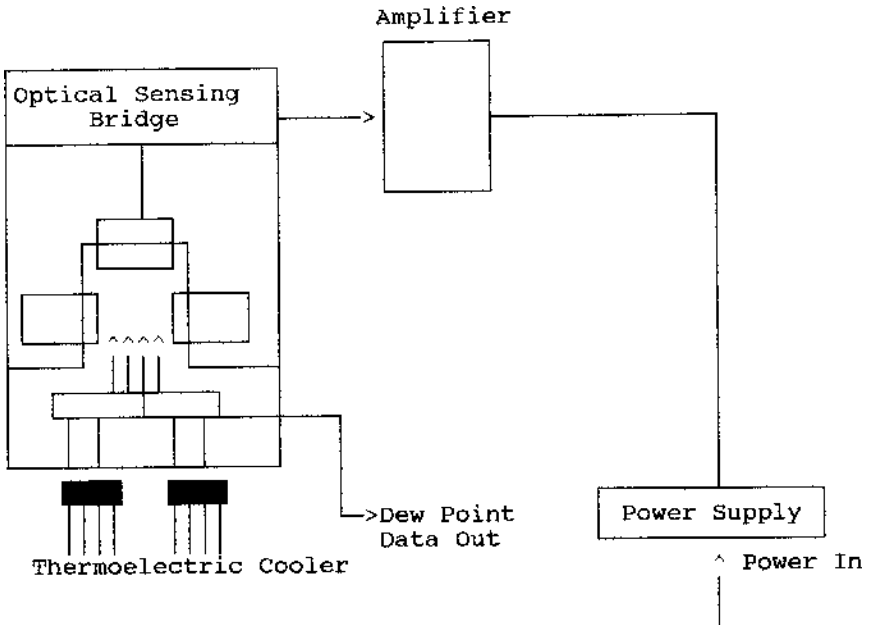 Amplifier
Optical Sensing
Bridge
>Dew Point
Data Out
Power Supply
Thermoelectric Cooler
^ Power In